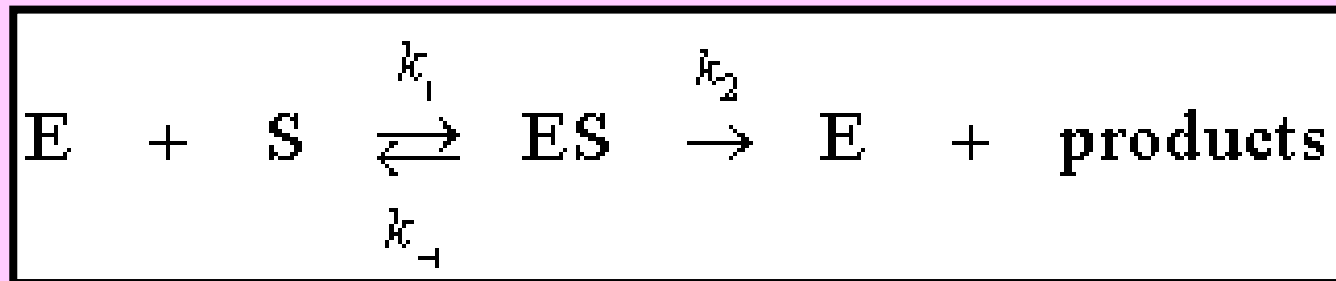 k₁ k₂
E + S ⇌ ES → E + products
k₋₁